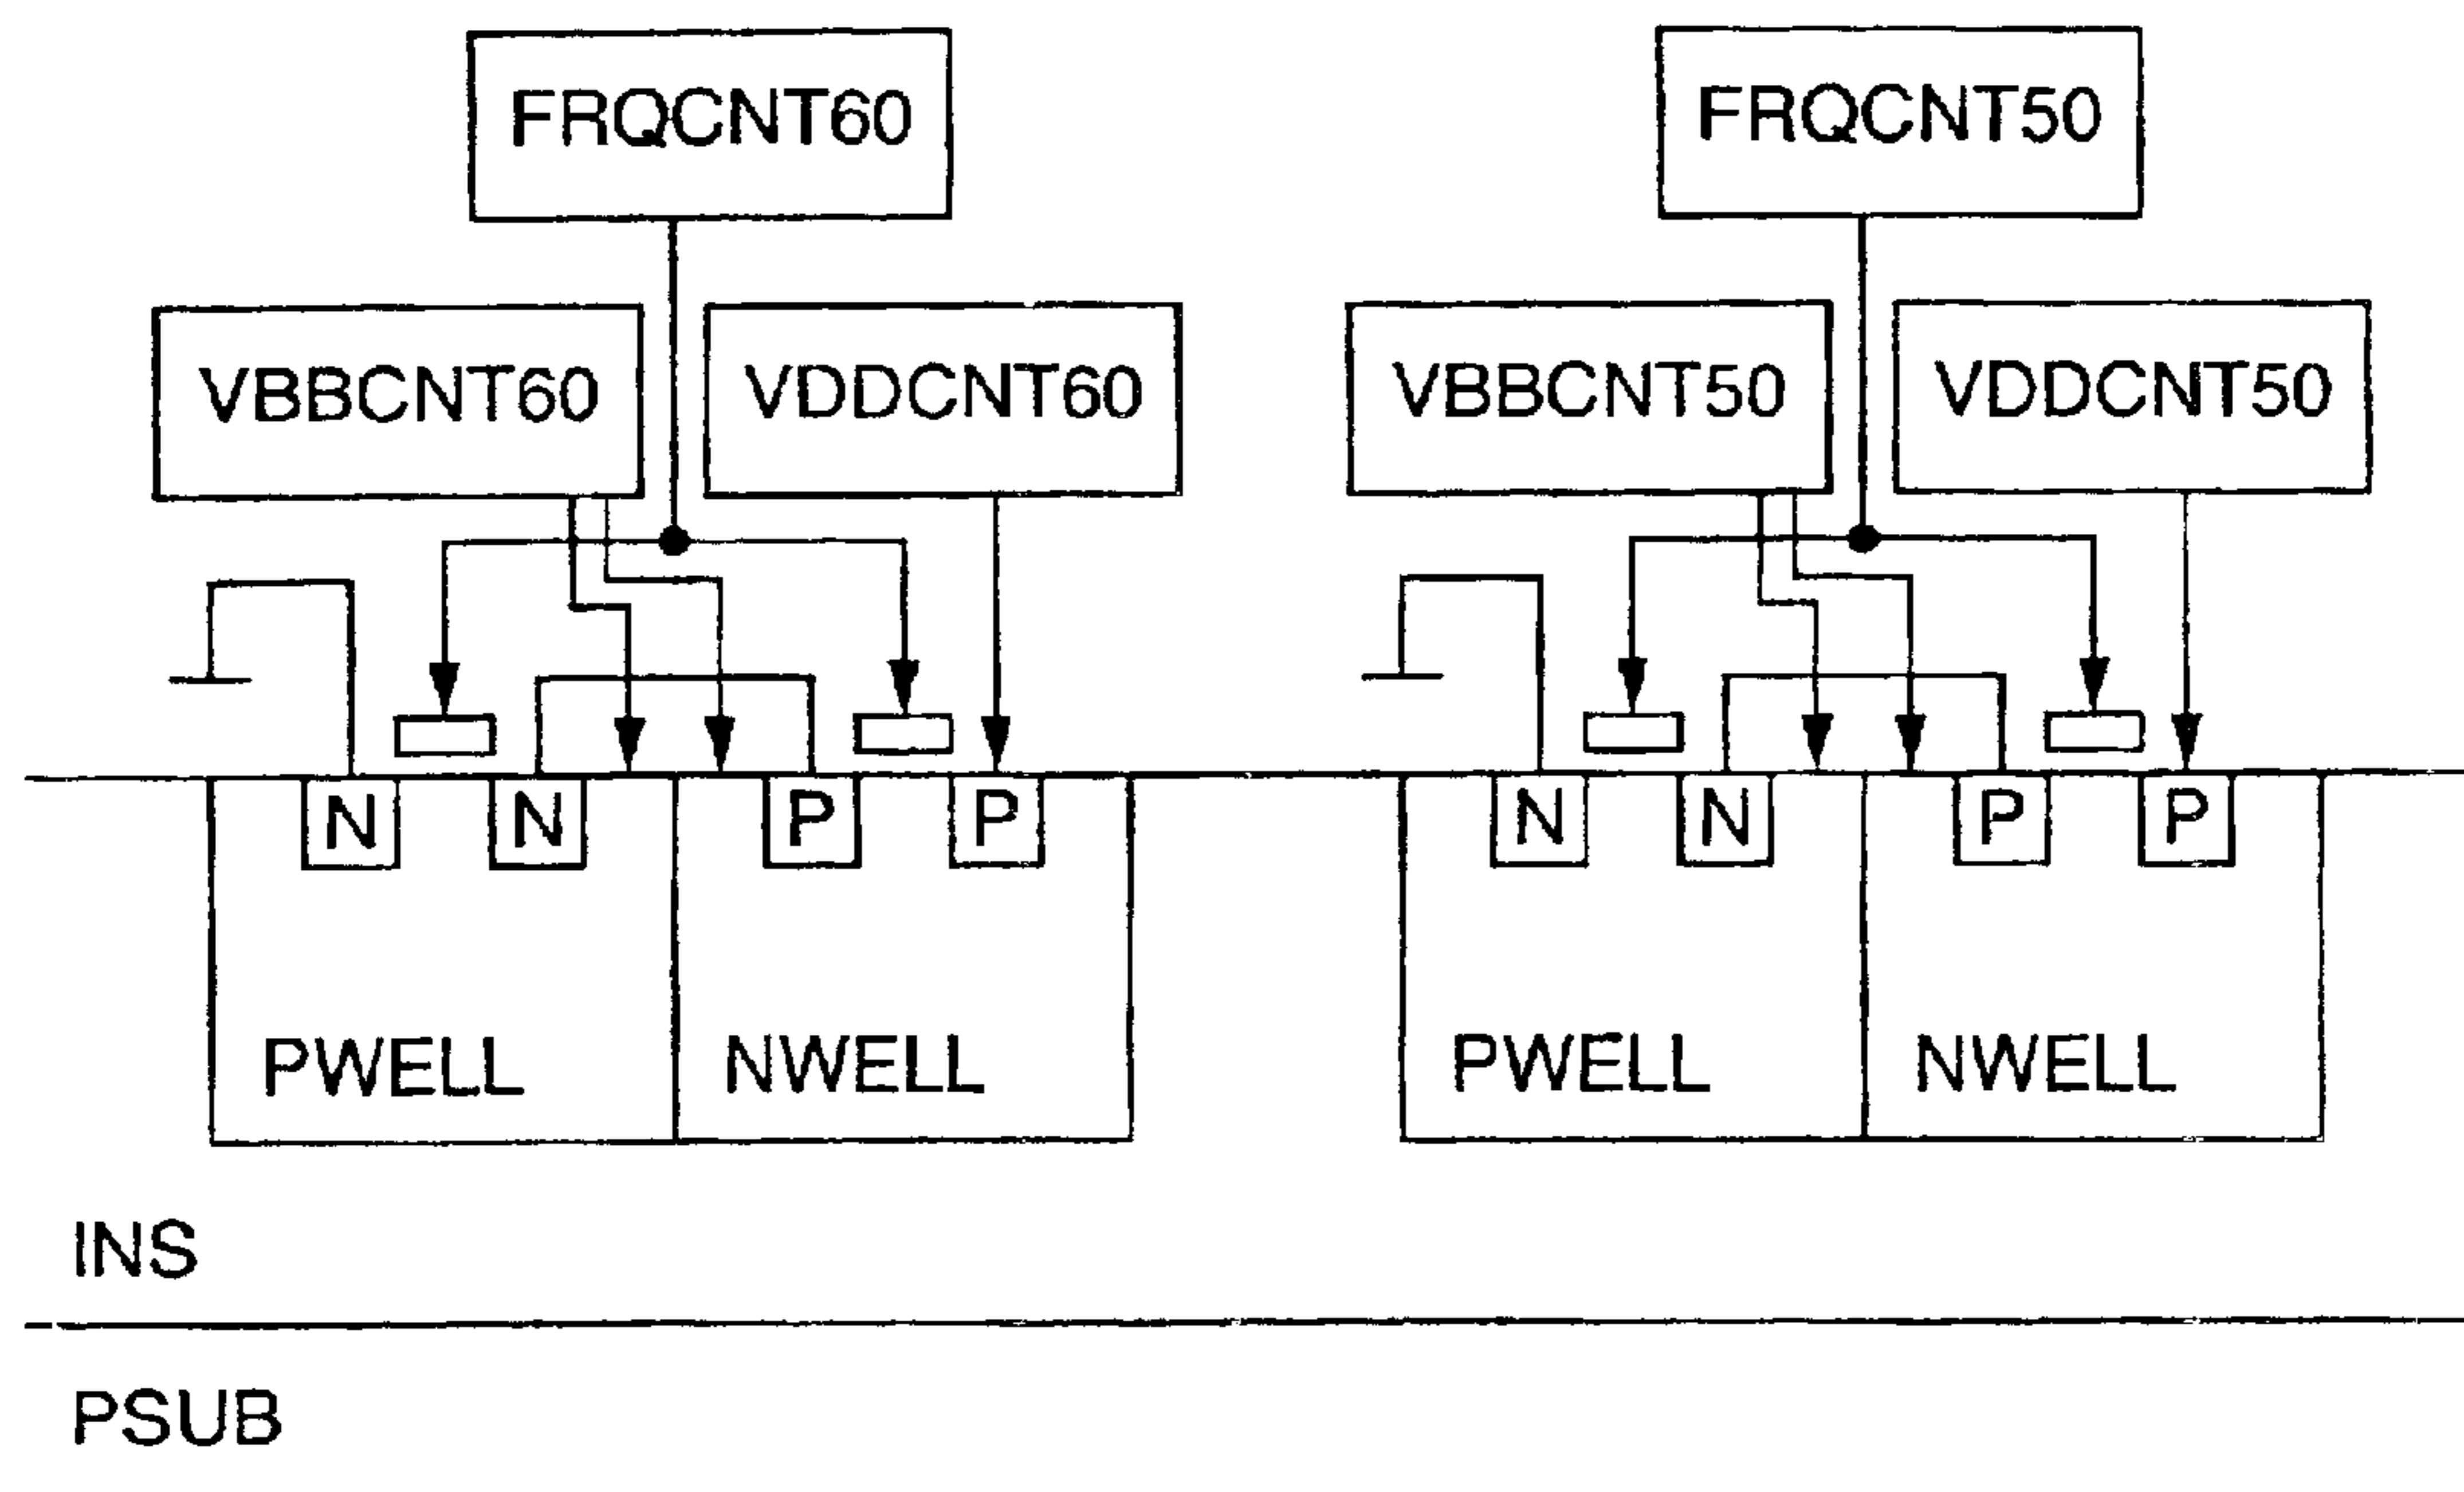 FRQCNT60 FRQCNT50
VBBCNT60 VDDCNT60 VBBCNT50 VDDCNT50
N N P P N N P P
PWELL NWELL PWELL NWELL
INS
PSUB